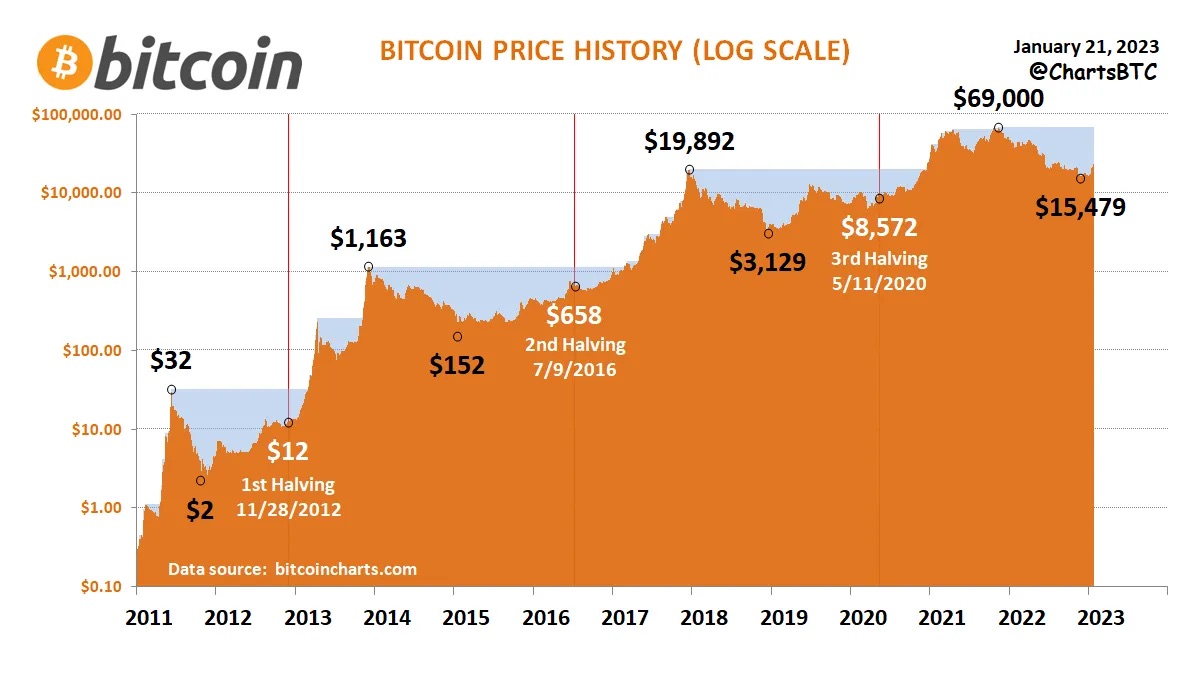 bitcoin
BITCOIN PRICE HISTORY (LOG SCALE)
January 21, 2023
@ChartsBTC
$100,000.00
$10,000.00
$1,000.00
$100.00
$10.00
$1.00
$0.10
$32
$2
$12
1st Halving
11/28/2012
$1,163
$152
$658
2nd Halving
7/9/2016
$19,892
$3,129
$8,572
3rd Halving
5/11/2020
$69,000
$15,479
Data source: bitcoincharts.com
2011 2012 2013 2014 2015 2016 2017 2018 2019 2020 2021 2022 2023